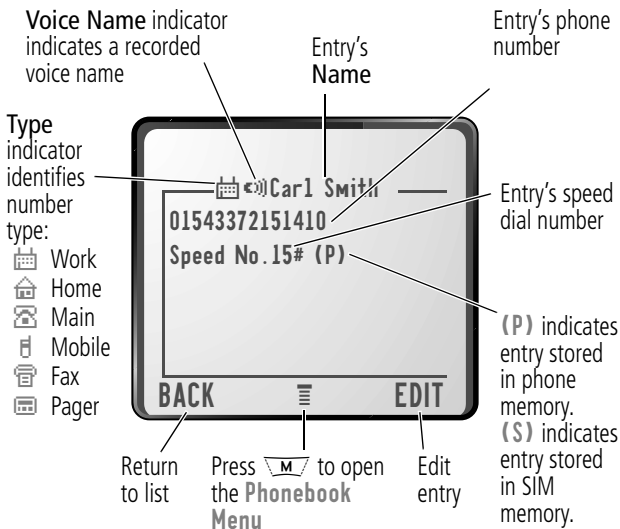 Voice Name indicator
indicates a recorded
voice name
Entry's
Name
Entry's phone
number
Type
indicator
identifies
number
type:
Work
Home
Main
Mobile
Fax
Pager
Carl Smith
01543372151410
Speed No.15# (P)
BACK
EDIT
Entry's speed
dial number
(P) indicates
entry stored
in phone
memory.
(S) indicates
entry stored
in SIM
memory.
Return
to list
Press M to open
the Phonebook
Menu
Edit
entry